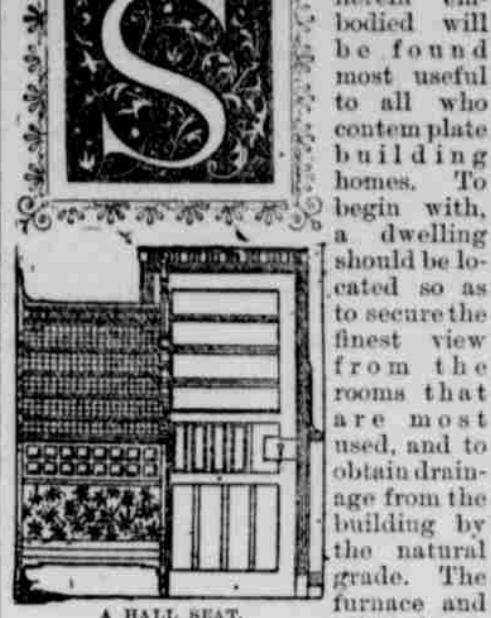 S
herein em-
bodied will
be found
most useful
to all who
contemplate
building
homes. To
begin with,
a dwelling
should be lo-
cated so as
to secure the
finest view
from the
rooms that
are most
used, and to
obtain drain-
age from the
building by
the natural
grade. The
furnace and
A HALL SEAT.